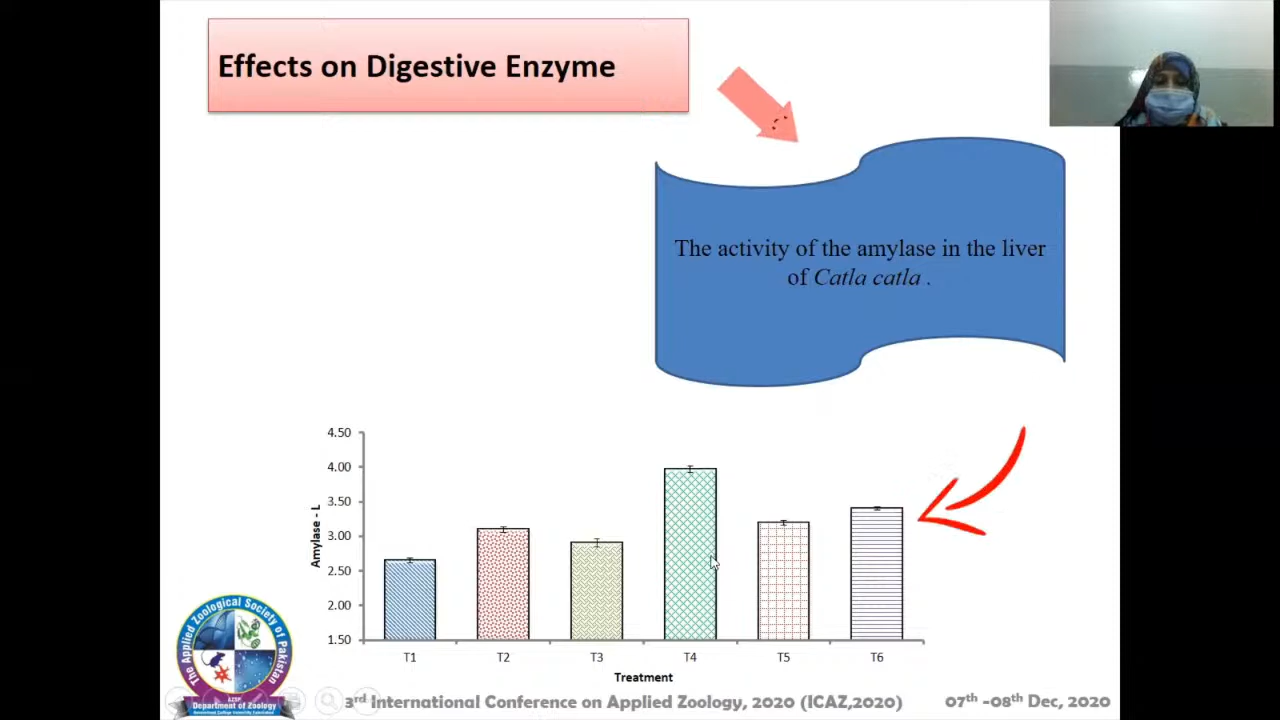 Effects on Digestive Enzyme
The activity of the amylase in the liver
of Catla catla .
4.50
4.00
3.50
3.00
2.50
2.00
1.50
Amylase - L
T1 T2 T3 T4 T5 T6
Treatment
The Applied Zoological Society of Pakistan
AZSP
Department of Zoology
3rd International Conference on Applied Zoology, 2020 (ICAZ,2020) 07th -08th Dec, 2020